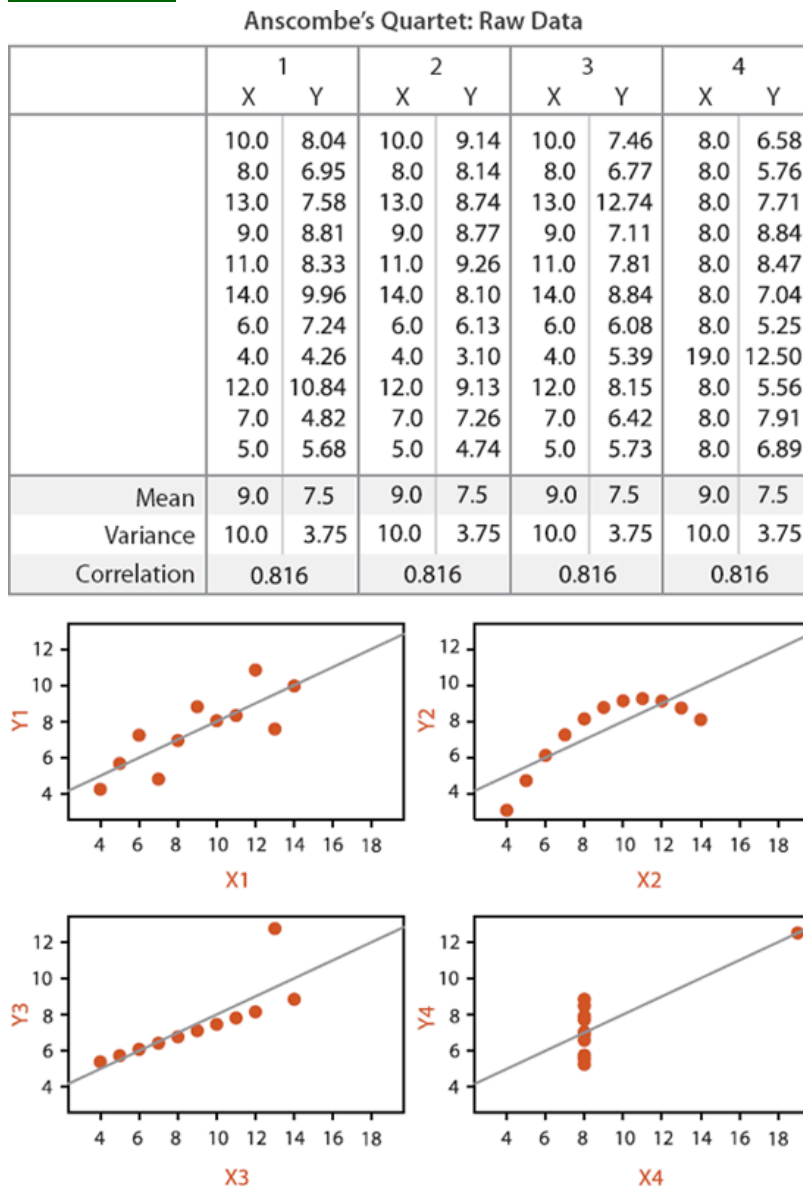 Anscombe's Quartet: Raw Data
1 2 3 4
X Y X Y X Y X Y
10.0 8.04 10.0 9.14 10.0 7.46 8.0 6.58
8.0 6.95 8.0 8.14 8.0 6.77 8.0 5.76
13.0 7.58 13.0 8.74 13.0 12.74 8.0 7.71
9.0 8.81 9.0 8.77 9.0 7.11 8.0 8.84
11.0 8.33 11.0 9.26 11.0 7.81 8.0 8.47
14.0 9.96 14.0 8.10 14.0 8.84 8.0 7.04
6.0 7.24 6.0 6.13 6.0 6.08 8.0 5.25
4.0 4.26 4.0 3.10 4.0 5.39 19.0 12.50
12.0 10.84 12.0 9.13 12.0 8.15 8.0 5.56
7.0 4.82 7.0 7.26 7.0 6.42 8.0 7.91
5.0 5.68 5.0 4.74 5.0 5.73 8.0 6.89
Mean 9.0 7.5 9.0 7.5 9.0 7.5 9.0 7.5
Variance 10.0 3.75 10.0 3.75 10.0 3.75 10.0 3.75
Correlation 0.816 0.816 0.816 0.816
12
10
8
6
4
Y1
4 6 8 10 12 14 16 18
X1
12
10
8
6
4
Y2
4 6 8 10 12 14 16 18
X2
12
10
8
6
4
Y3
4 6 8 10 12 14 16 18
X3
12
10
8
6
4
Y4
4 6 8 10 12 14 16 18
X4